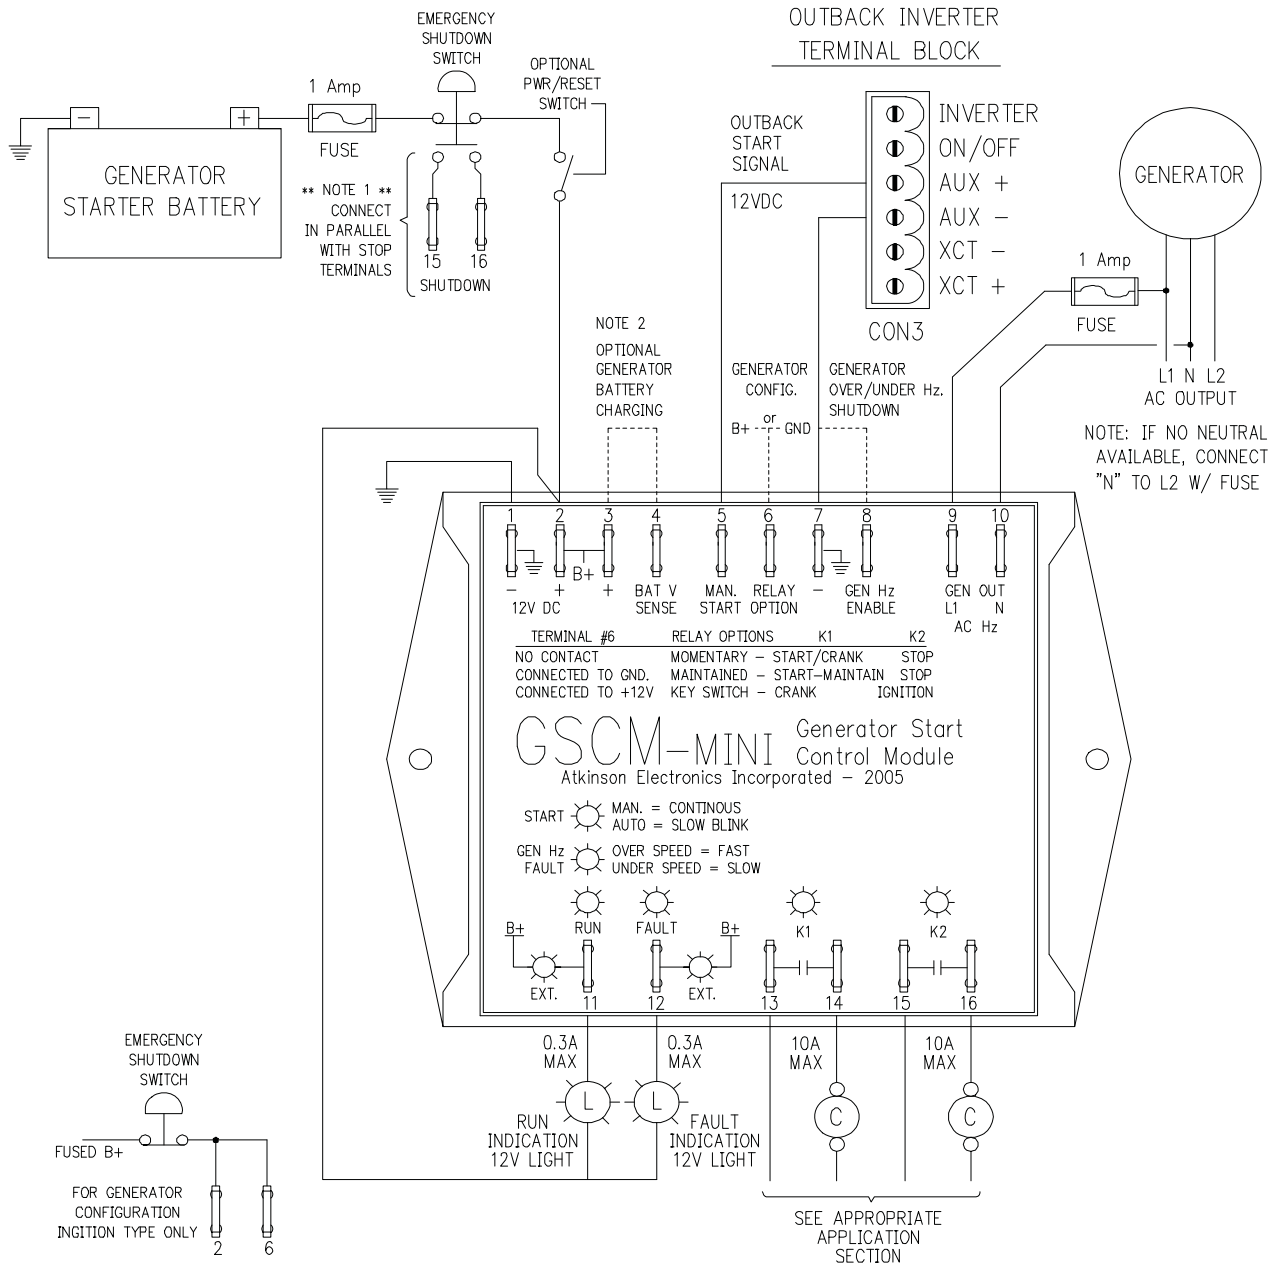 EMERGENCY
SHUTDOWN
SWITCH
OUTBACK INVERTER
TERMINAL BLOCK
OPTIONAL
PWR/RESET
SWITCH
1 Amp
FUSE
−
+
GENERATOR
STARTER BATTERY
** NOTE 1 **
CONNECT
IN PARALLEL
WITH STOP
TERMINALS
15 16
SHUTDOWN
OUTBACK
START
SIGNAL
12VDC
INVERTER
ON/OFF
AUX +
AUX −
XCT −
XCT +
CON3
GENERATOR
1 Amp
FUSE
L1 N L2
AC OUTPUT
NOTE: IF NO NEUTRAL
AVAILABLE, CONNECT
"N" TO L2 W/ FUSE
NOTE 2
OPTIONAL
GENERATOR
BATTERY
CHARGING
GENERATOR
CONFIG.
or
B+ GND
GENERATOR
OVER/UNDER Hz.
SHUTDOWN
1 2 3 4 5 6 7 8 9 10
B+
− + +
12V DC
BAT V
SENSE
MAN.
START
RELAY
OPTION
−
GEN Hz
ENABLE
GEN OUT
L1 N
AC Hz
TERMINAL #6 RELAY OPTIONS K1 K2
NO CONTACT MOMENTARY − START/CRANK STOP
CONNECTED TO GND. MAINTAINED − START−MAINTAIN STOP
CONNECTED TO +12V KEY SWITCH − CRANK IGNITION
GSCM−MINI
Generator Start
Control Module
Atkinson Electronics Incorporated − 2005
START
MAN. = CONTINOUS
AUTO = SLOW BLINK
GEN Hz
FAULT
OVER SPEED = FAST
UNDER SPEED = SLOW
B+
RUN
FAULT
B+
K1
K2
EXT.
EXT.
11 12 13 14 15 16
0.3A
MAX
0.3A
MAX
10A
MAX
10A
MAX
L
L
C
C
RUN
INDICATION
12V LIGHT
FAULT
INDICATION
12V LIGHT
SEE APPROPRIATE
APPLICATION
SECTION
EMERGENCY
SHUTDOWN
SWITCH
FUSED B+
FOR GENERATOR
CONFIGURATION
INGITION TYPE ONLY
2 6